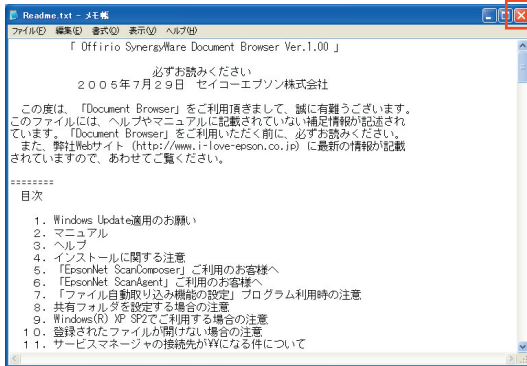 Readme.txt - メモ帳
ファイル(F) 編集(E) 書式(O) 表示(V) ヘルプ(H)
「 Offirio SynergyWare Document Browser Ver.1.00 」
必ずお読みください
２００５年７月２９日 セイコーエプソン株式会社
この度は、「Document Browser」をご利用頂きまして、誠に有難うございます。
このファイルには、ヘルプやマニュアルに記載されていない補足情報が記述され
ています。「Document Browser」をご利用いただく前に、必ずお読みください。
また、弊社Webサイト (http://www.i-love-epson.co.jp) に最新の情報が記載
されていますので、あわせてご覧ください。
========
目次
１．Windows Update適用のお願い
２．マニュアル
３．ヘルプ
４．インストールに関する注意
５．「EpsonNet ScanComposer」ご利用のお客様へ
６．「EpsonNet ScanAgent」ご利用のお客様へ
７．「ファイル自動取り込み機能の設定」プログラム利用時の注意
８．共有フォルダを設定する場合の注意
９．Windows(R) XP SP2でご利用する場合の注意
１０．登録されたファイルが開けない場合の注意
１１．サービスマネージャの接続先が¥¥になる件について